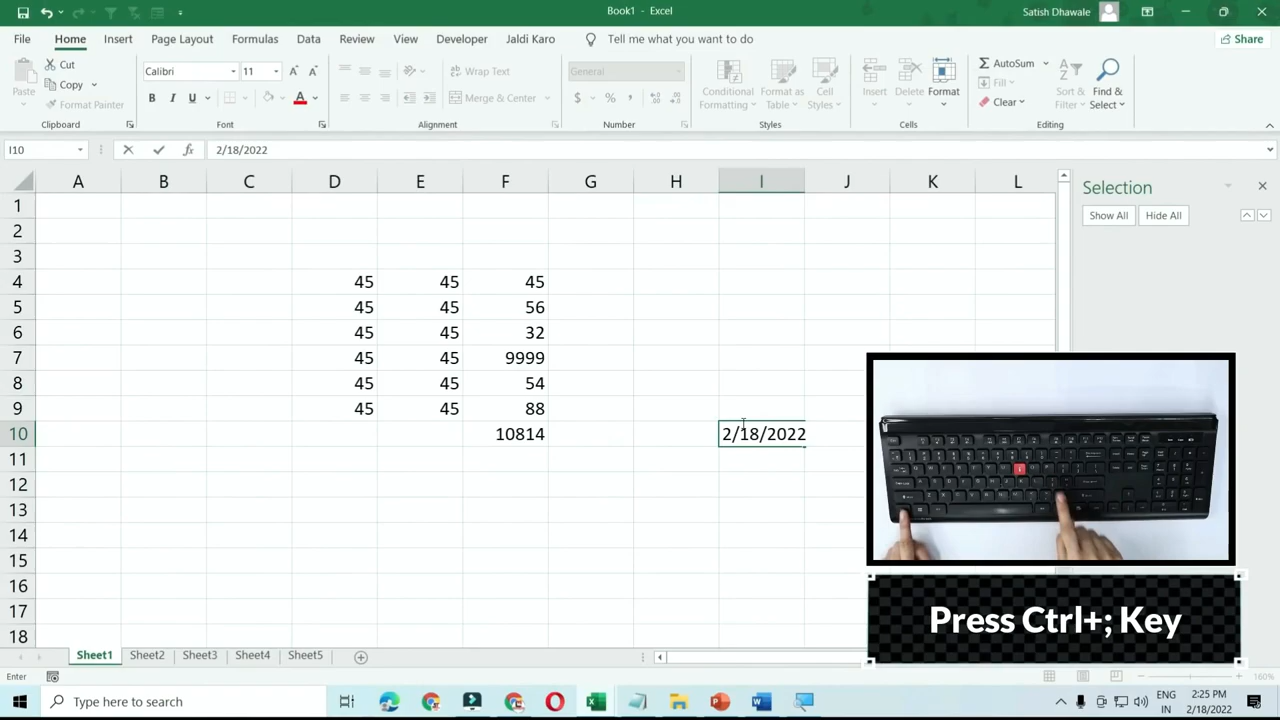 Book1 - Excel
Satish Dhawale
File Home Insert Page Layout Formulas Data Review View Developer Jaldi Karo Tell me what you want to do Share
Paste
Cut
Copy
Format Painter
Clipboard
Calibri 11
B I U A
Font
Wrap Text
Merge & Center
Alignment
General
$ % ,
Number
Conditional Formatting
Format as Table
Cell Styles
Styles
Insert Delete Format
Cells
AutoSum
Fill
Clear
Sort & Filter
Find & Select
Editing
I10 fx 2/18/2022
A B C D E F G H I J K L
1
2
3
4 45 45 45
5 45 45 56
6 45 45 32
7 45 45 9999
8 45 45 54
9 45 45 88
10 10814 2/18/2022
11
12
13
14
15
16
17
18
Selection
Show All Hide All
Press Ctrl+; Key
Sheet1 Sheet2 Sheet3 Sheet4 Sheet5
Enter 160%
Type here to search
ENG
IN
2:25 PM
2/18/2022